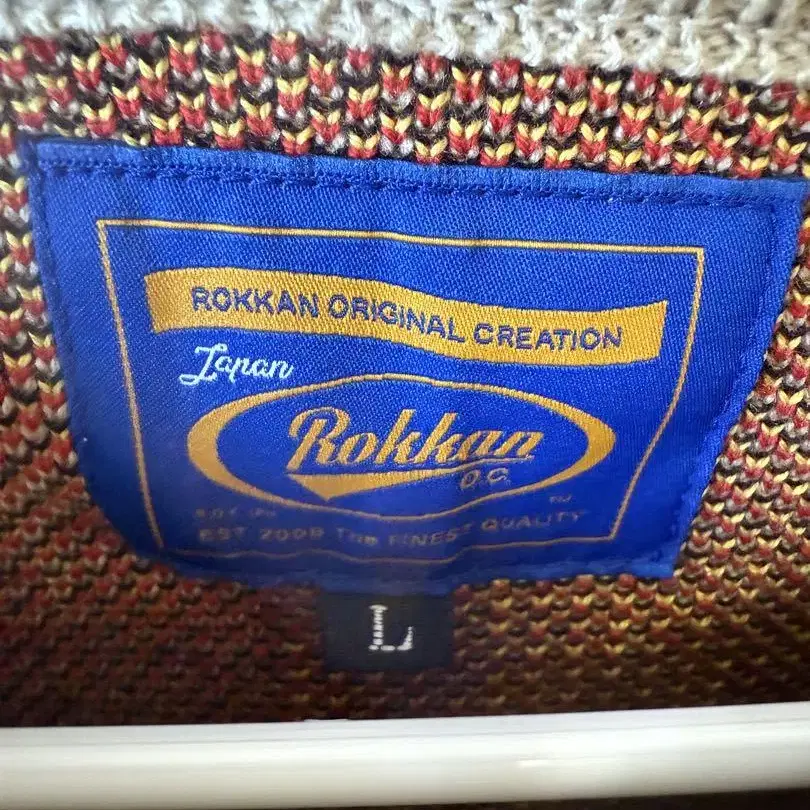 ROKKAN ORIGINAL CREATION
Japan
Rokkan
O.C.
EST. 2008 THE FINEST QUALITY
L